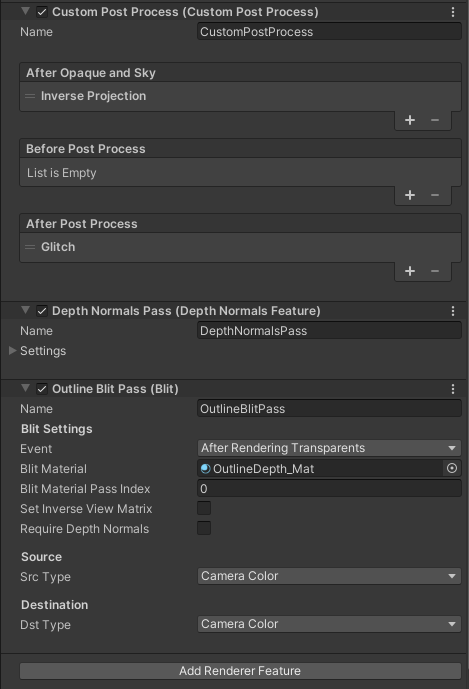 Custom Post Process (Custom Post Process)
Name CustomPostProcess
After Opaque and Sky
Inverse Projection
+ −
Before Post Process
List is Empty
+ −
After Post Process
Glitch
+ −
Depth Normals Pass (Depth Normals Feature)
Name DepthNormalsPass
Settings
Outline Blit Pass (Blit)
Name OutlineBlitPass
Blit Settings
Event After Rendering Transparents
Blit Material OutlineDepth_Mat
Blit Material Pass Index 0
Set Inverse View Matrix
Require Depth Normals
Source
Src Type Camera Color
Destination
Dst Type Camera Color
Add Renderer Feature